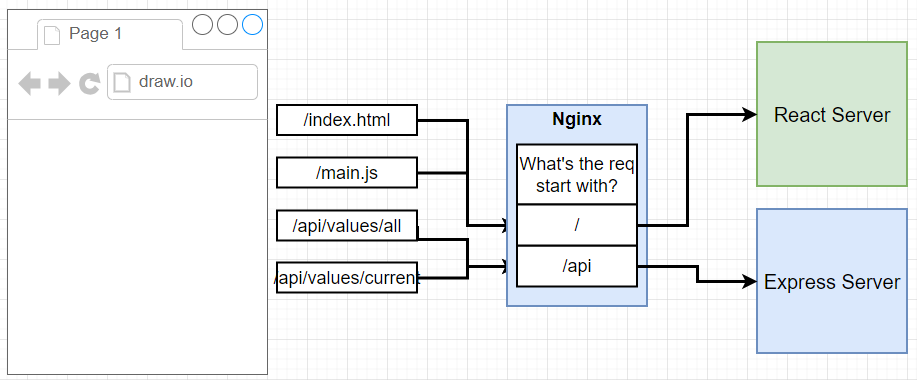 Page 1
draw.io
/index.html
/main.js
/api/values/all
/api/values/current
Nginx
What's the req
start with?
/
/api
React Server
Express Server